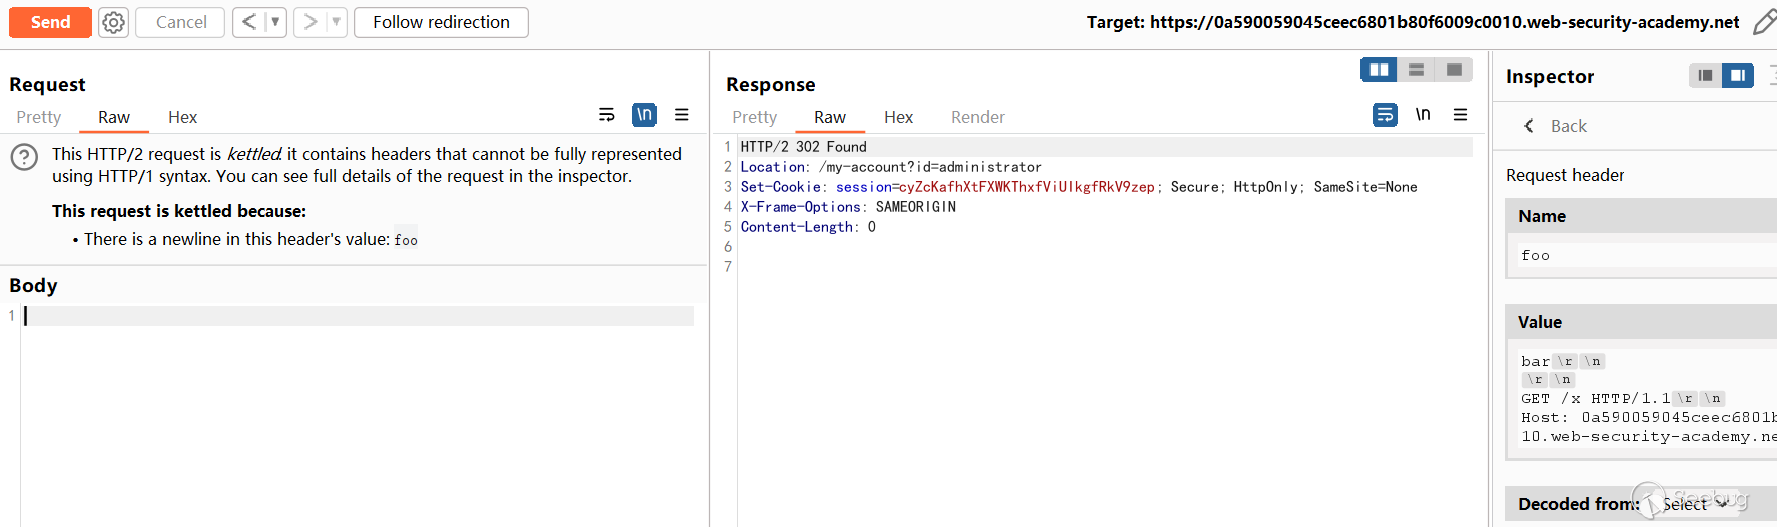 Send
Cancel
<
>
Follow redirection
Target: https://0a590059045ceec6801b80f6009c0010.web-security-academy.net
Request
Pretty
Raw
Hex
\n
?
This HTTP/2 request is kettled: it contains headers that cannot be fully represented
using HTTP/1 syntax. You can see full details of the request in the inspector.
This request is kettled because:
• There is a newline in this header's value: foo
Body
1
Response
Pretty
Raw
Hex
Render
\n
1 HTTP/2 302 Found
2 Location: /my-account?id=administrator
3 Set-Cookie: session=cyZcKafhXtFXWKThxfViUlkgfRkV9zep; Secure; HttpOnly; SameSite=None
4 X-Frame-Options: SAMEORIGIN
5 Content-Length: 0
6
7
Inspector
Back
Request header
Name
foo
Value
bar\r\n
\r\n
GET /x HTTP/1.1\r\n
Host: 0a590059045ceec6801b
10.web-security-academy.ne
Decoded from:
Select
Seebug